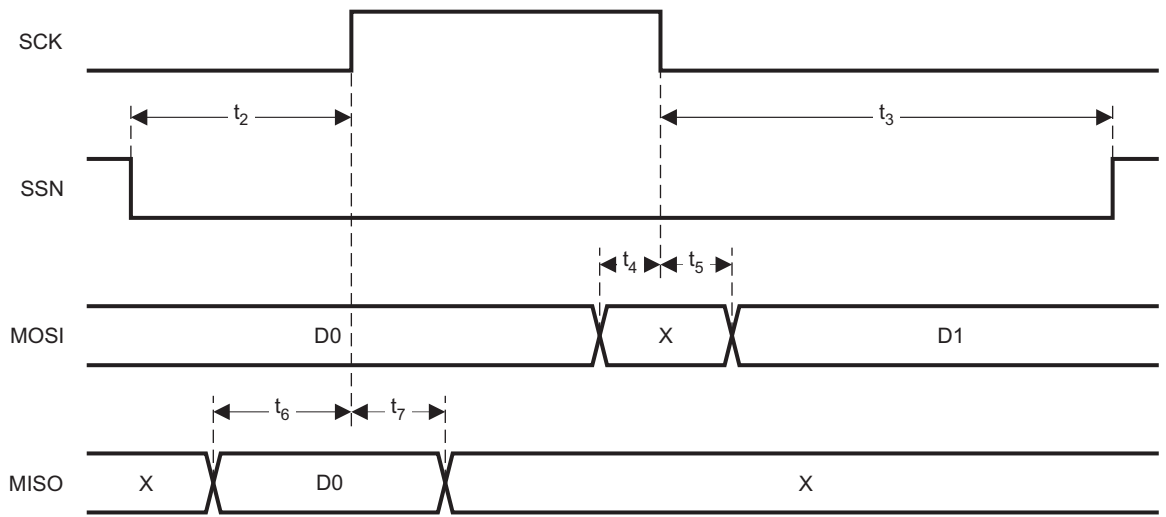 SCK
t2
t3
SSN
t4 t5
MOSI D0 X D1
t6 t7
MISO X D0 X